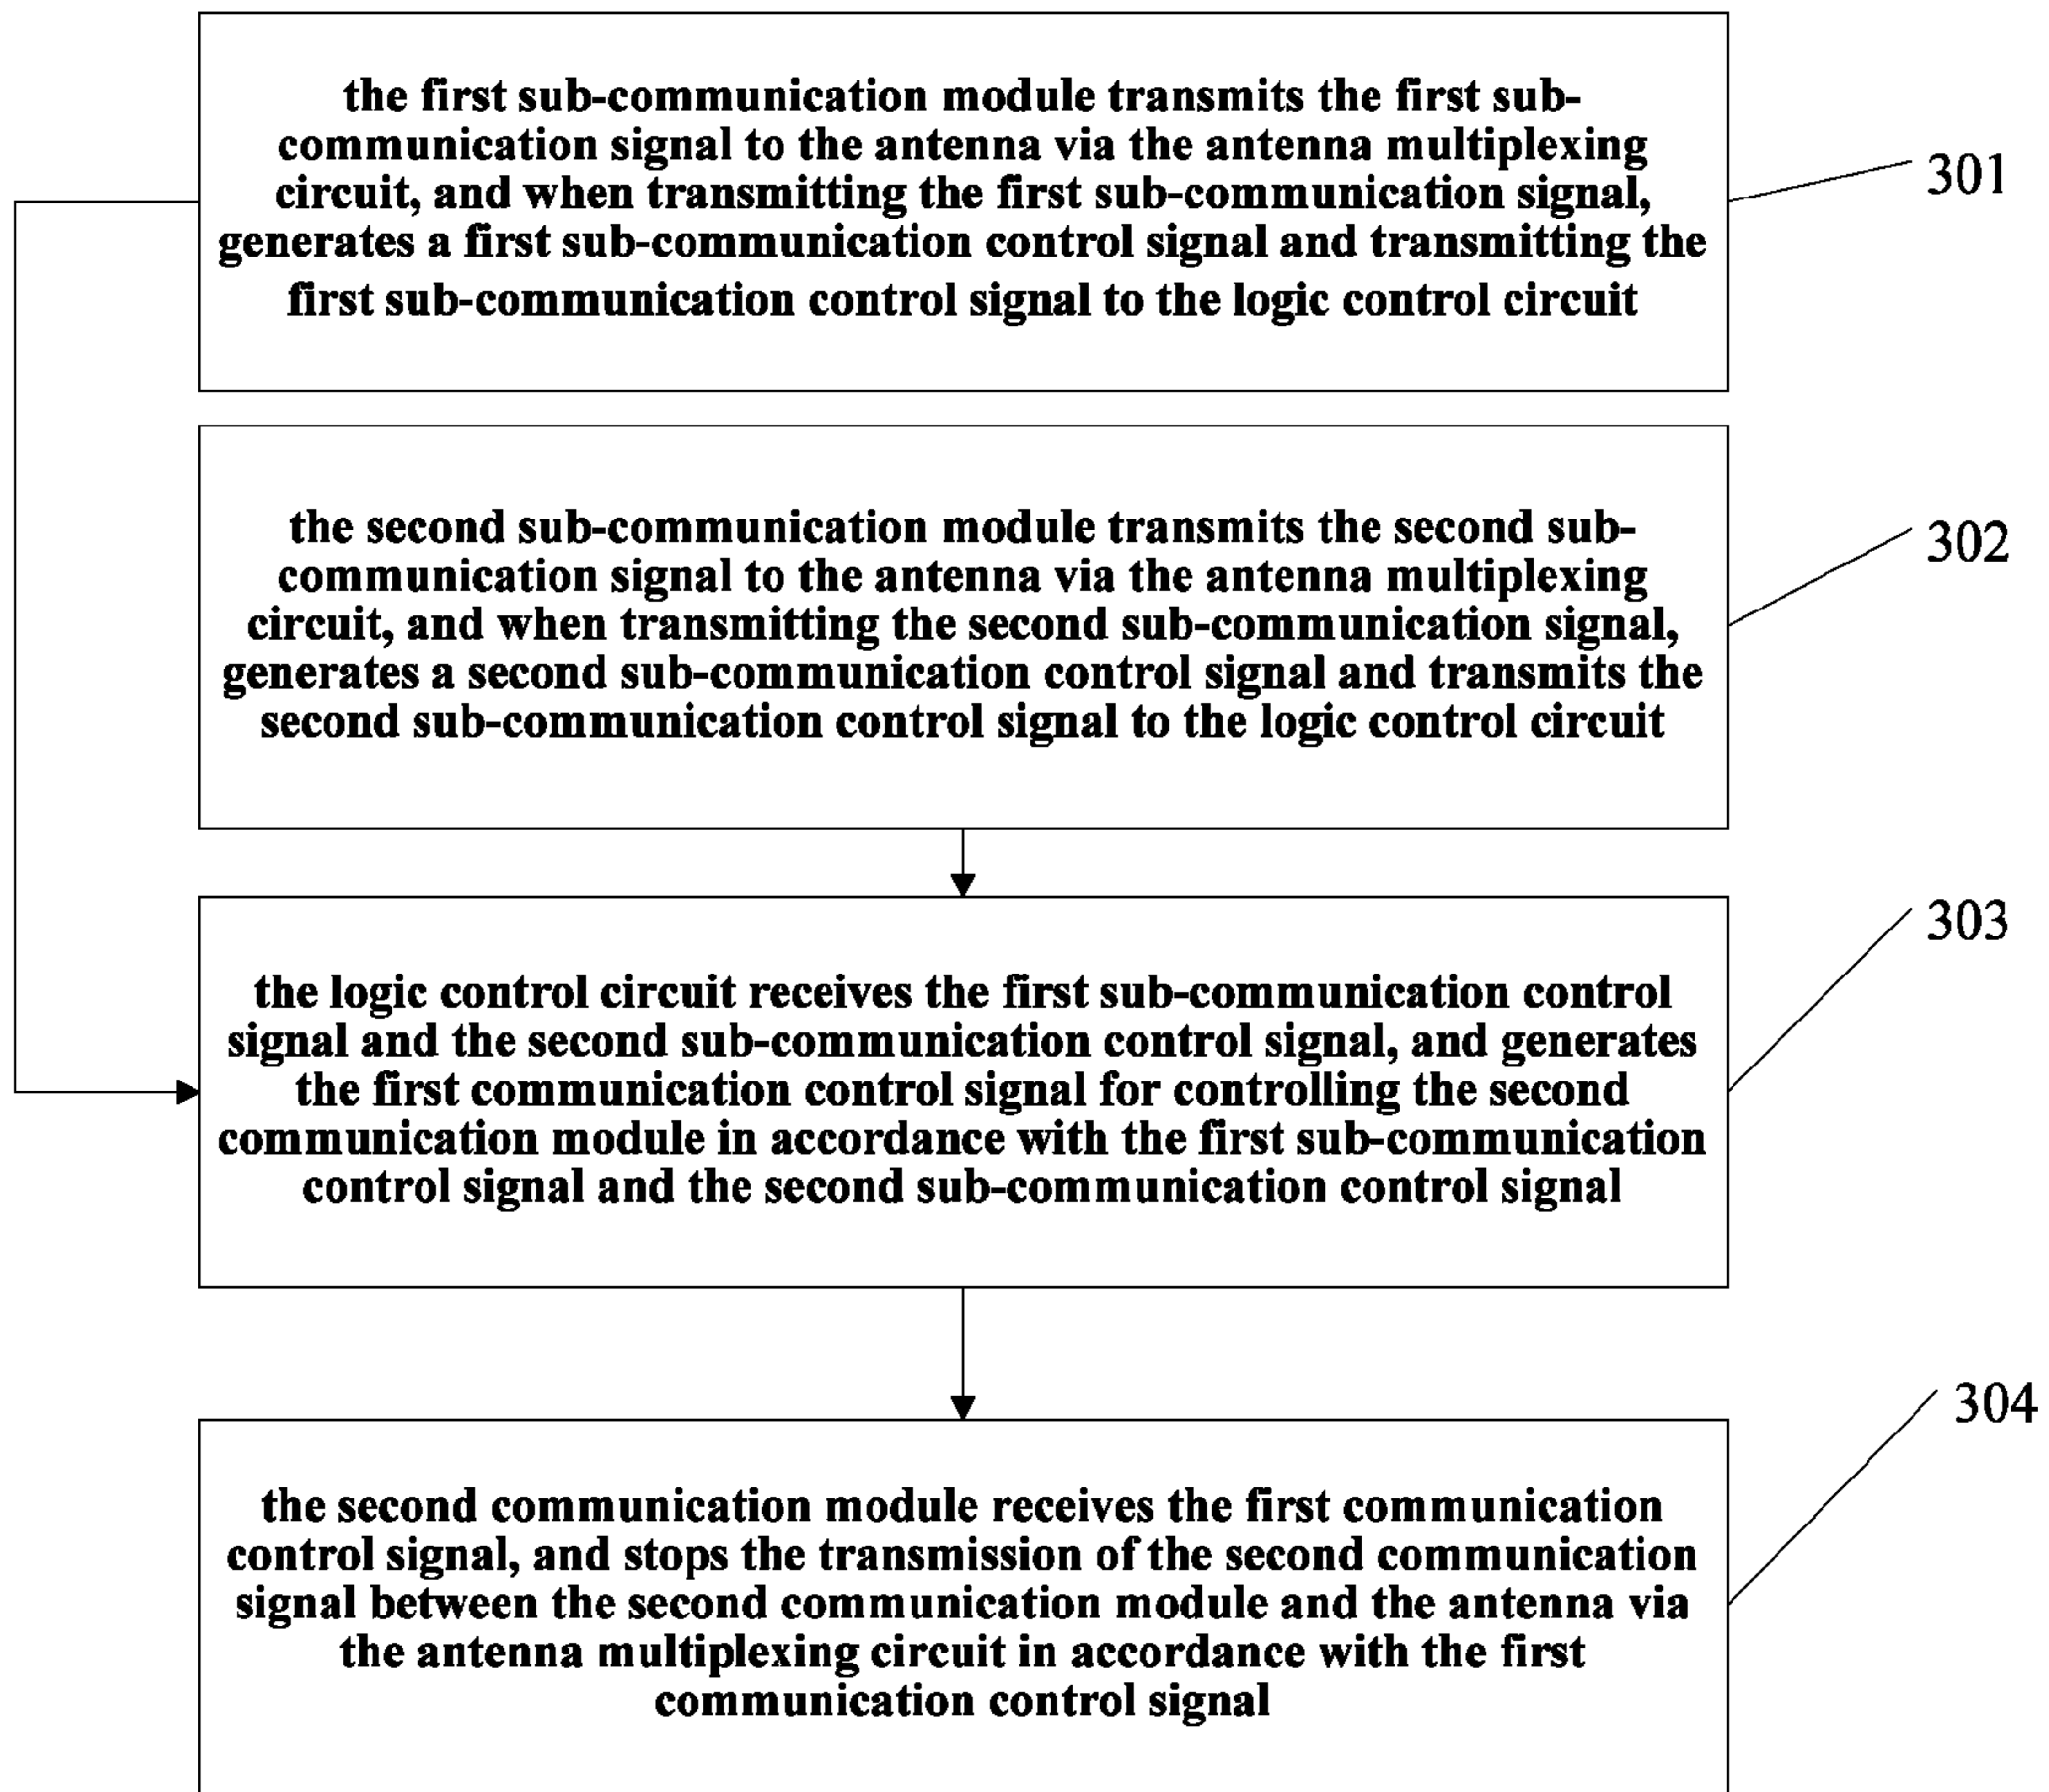 the first sub-communication module transmits the first sub-
communication signal to the antenna via the antenna multiplexing
circuit, and when transmitting the first sub-communication signal,
generates a first sub-communication control signal and transmitting the
first sub-communication control signal to the logic control circuit
301
the second sub-communication module transmits the second sub-
communication signal to the antenna via the antenna multiplexing
circuit, and when transmitting the second sub-communication signal,
generates a second sub-communication control signal and transmits the
second sub-communication control signal to the logic control circuit
302
the logic control circuit receives the first sub-communication control
signal and the second sub-communication control signal, and generates
the first communication control signal for controlling the second
communication module in accordance with the first sub-communication
control signal and the second sub-communication control signal
303
the second communication module receives the first communication
control signal, and stops the transmission of the second communication
signal between the second communication module and the antenna via
the antenna multiplexing circuit in accordance with the first
communication control signal
304